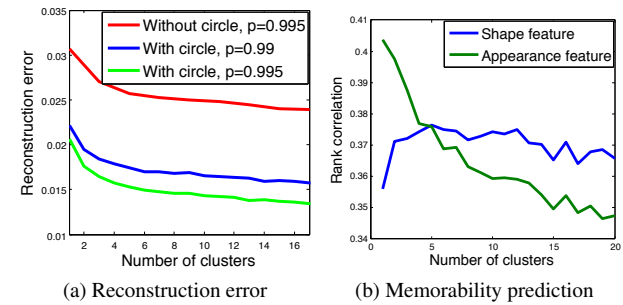 0.035
0.03
0.025
0.02
0.015
0.01
Reconstruction error
Without circle, p=0.995
With circle, p=0.99
With circle, p=0.995
2 4 6 8 10 12 14 16
Number of clusters
(a) Reconstruction error
0.42
0.41
0.4
0.39
0.38
0.37
0.36
0.35
0.34
Rank correlation
Shape feature
Appearance feature
0 5 10 15 20
Number of clusters
(b) Memorability prediction